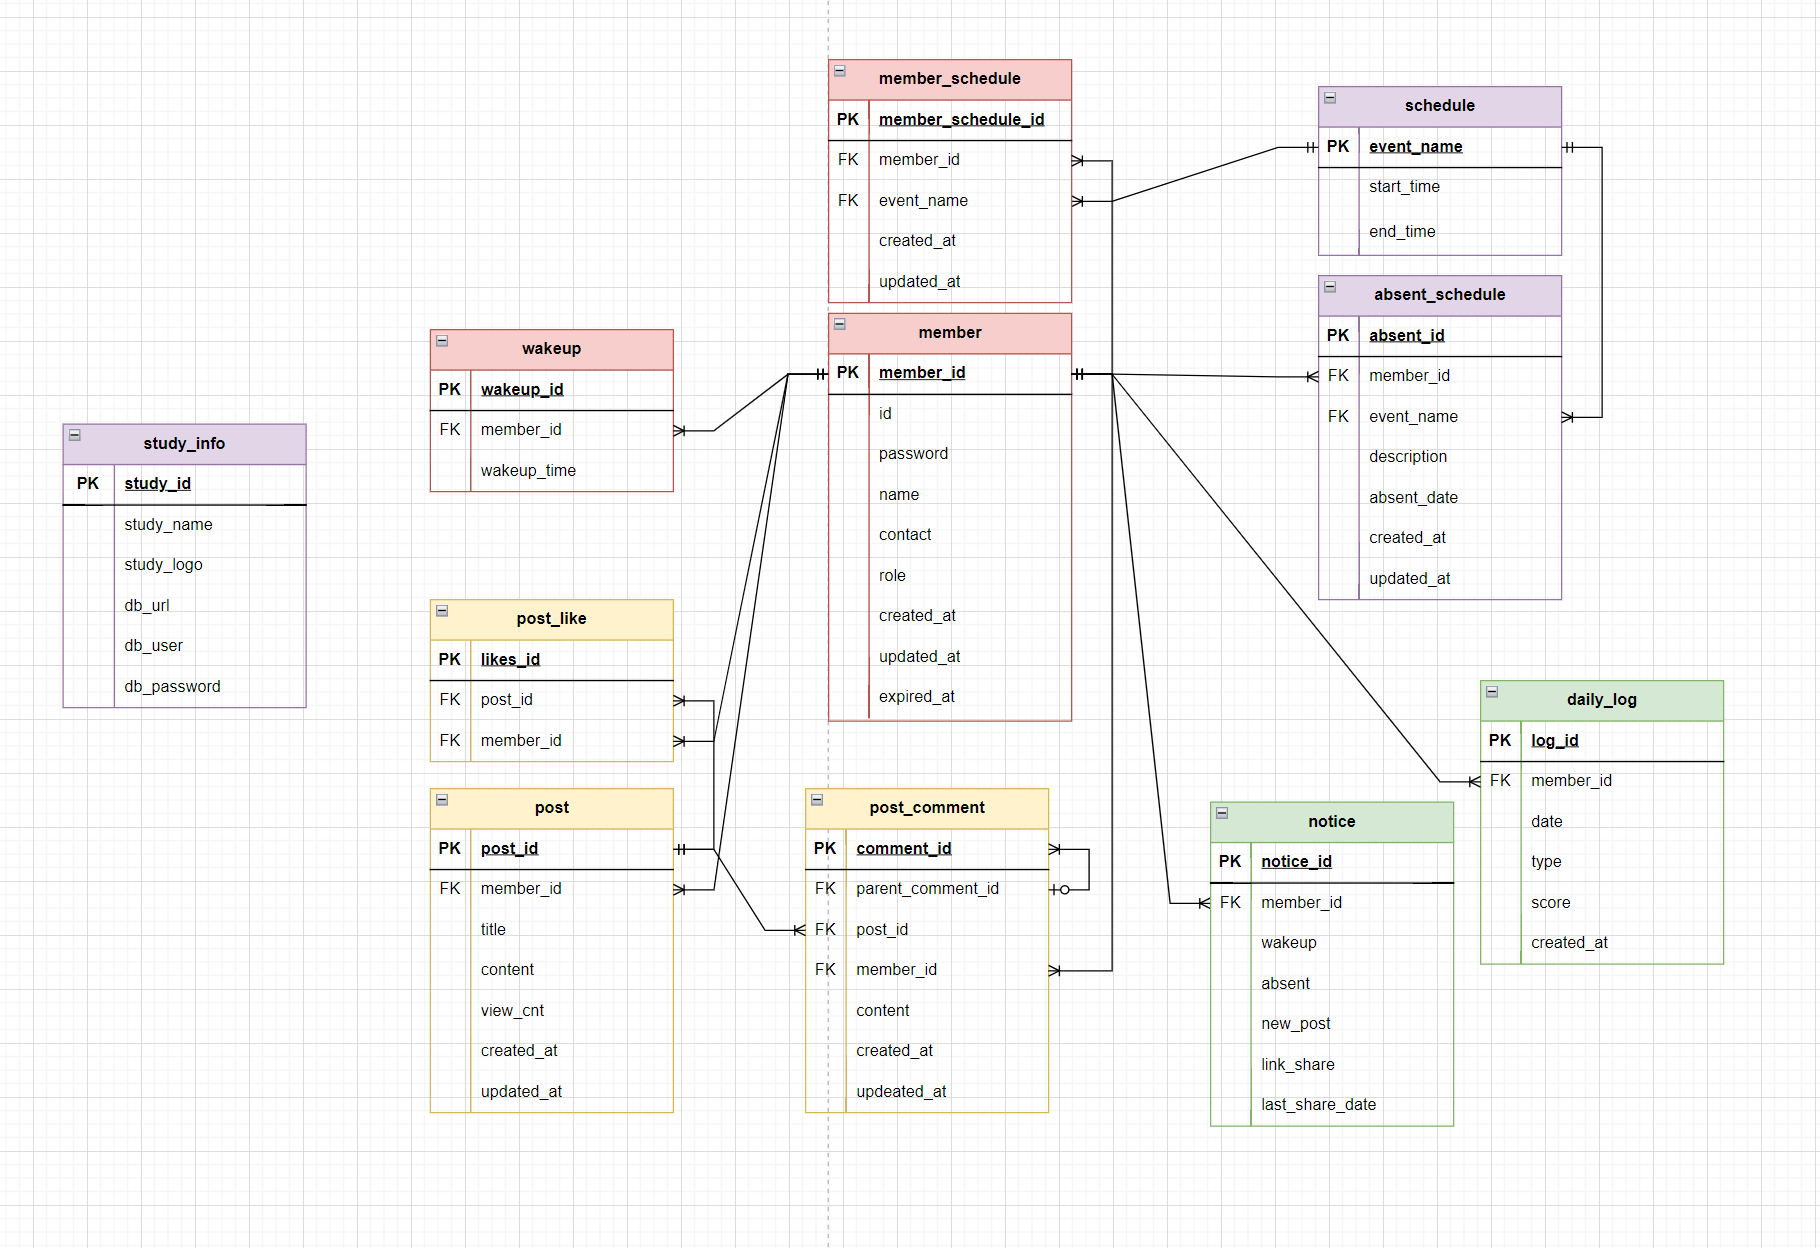 member_schedule
PK member_schedule_id
FK member_id
FK event_name
created_at
updated_at
schedule
PK event_name
start_time
end_time
absent_schedule
PK absent_id
FK member_id
FK event_name
description
absent_date
created_at
updated_at
member
PK member_id
id
password
name
contact
role
created_at
updated_at
expired_at
wakeup
PK wakeup_id
FK member_id
wakeup_time
study_info
PK study_id
study_name
study_logo
db_url
db_user
db_password
post_like
PK likes_id
FK post_id
FK member_id
post
PK post_id
FK member_id
title
content
view_cnt
created_at
updated_at
post_comment
PK comment_id
FK parent_comment_id
FK post_id
FK member_id
content
created_at
updeated_at
notice
PK notice_id
FK member_id
wakeup
absent
new_post
link_share
last_share_date
daily_log
PK log_id
FK member_id
date
type
score
created_at